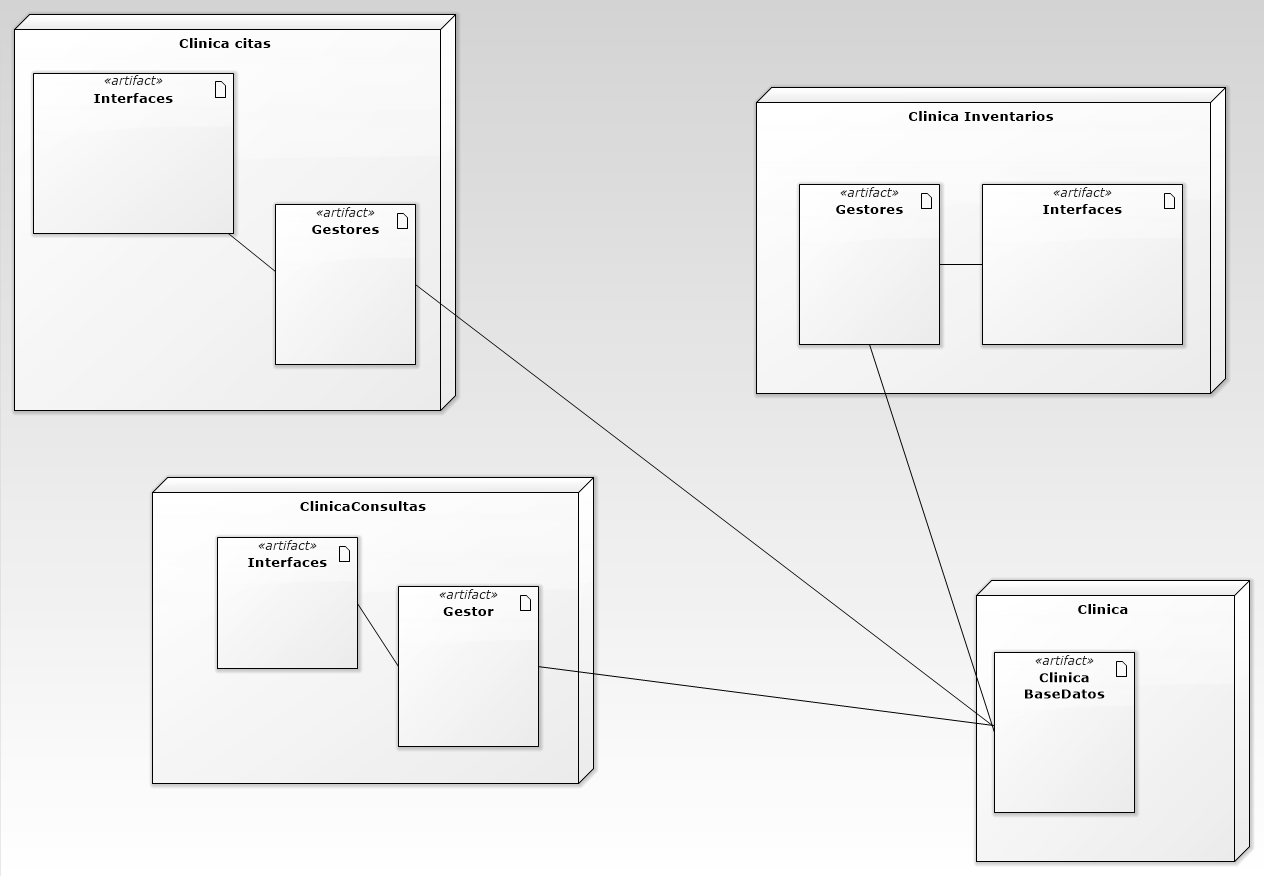 Clinica citas
«artifact»
Interfaces
«artifact»
Gestores
Clinica Inventarios
«artifact»
Gestores
«artifact»
Interfaces
ClinicaConsultas
«artifact»
Interfaces
«artifact»
Gestor
Clinica
«artifact»
Clinica
BaseDatos